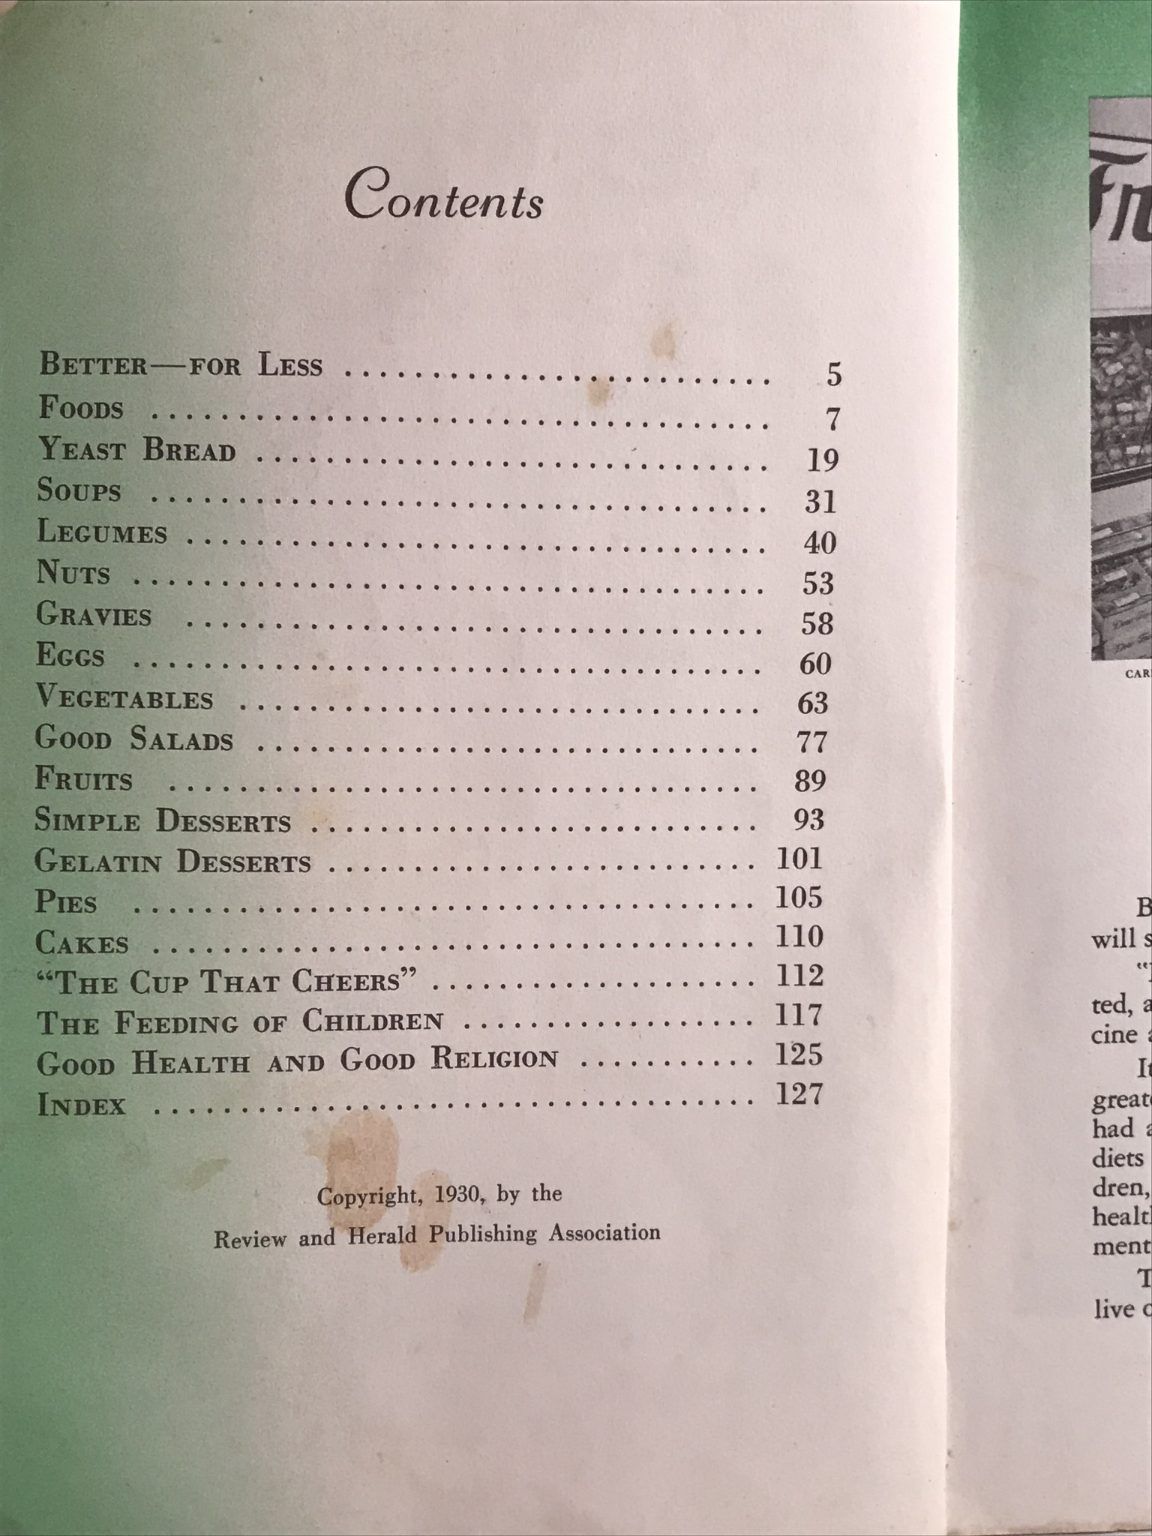 Contents
BETTER—FOR LESS . . . . . . . . . . . . . . . . . . . . . . . . . 5
FOODS . . . . . . . . . . . . . . . . . . . . . . . . . . . . . . . . . . . 7
YEAST BREAD . . . . . . . . . . . . . . . . . . . . . . . . . . . . . 19
SOUPS . . . . . . . . . . . . . . . . . . . . . . . . . . . . . . . . . . . 31
LEGUMES . . . . . . . . . . . . . . . . . . . . . . . . . . . . . . . . . 40
NUTS . . . . . . . . . . . . . . . . . . . . . . . . . . . . . . . . . . . . 53
GRAVIES . . . . . . . . . . . . . . . . . . . . . . . . . . . . . . . . . 58
EGGS . . . . . . . . . . . . . . . . . . . . . . . . . . . . . . . . . . . . 60
VEGETABLES . . . . . . . . . . . . . . . . . . . . . . . . . . . . . . 63
GOOD SALADS . . . . . . . . . . . . . . . . . . . . . . . . . . . . . 77
FRUITS . . . . . . . . . . . . . . . . . . . . . . . . . . . . . . . . . . 89
SIMPLE DESSERTS . . . . . . . . . . . . . . . . . . . . . . . . . . 93
GELATIN DESSERTS . . . . . . . . . . . . . . . . . . . . . . . . . 101
PIES . . . . . . . . . . . . . . . . . . . . . . . . . . . . . . . . . . . . 105
CAKES . . . . . . . . . . . . . . . . . . . . . . . . . . . . . . . . . . . 110
“THE CUP THAT CHEERS” . . . . . . . . . . . . . . . . . . . 112
THE FEEDING OF CHILDREN . . . . . . . . . . . . . . . . . 117
GOOD HEALTH AND GOOD RELIGION . . . . . . . . . . 125
INDEX . . . . . . . . . . . . . . . . . . . . . . . . . . . . . . . . . . . 127
Copyright, 1930, by the
Review and Herald Publishing Association
will
ted,
cine
had
diets
live